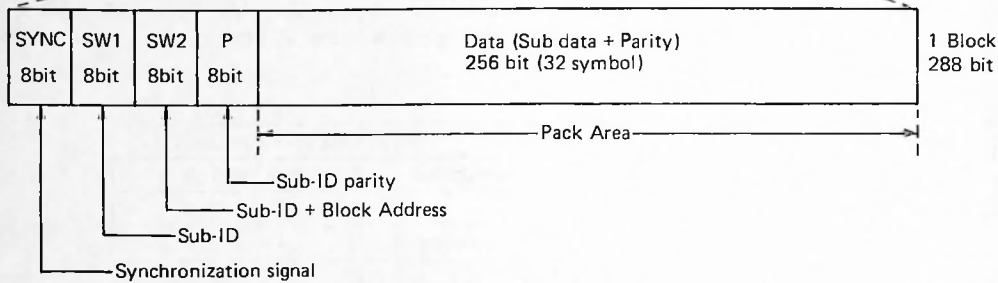 SYNC SW1 SW2 P Data (Sub data + Parity) 1 Block
8bit 8bit 8bit 8bit 256 bit (32 symbol) 288 bit
Pack Area
Sub-ID parity
Sub-ID + Block Address
Sub-ID
Synchronization signal